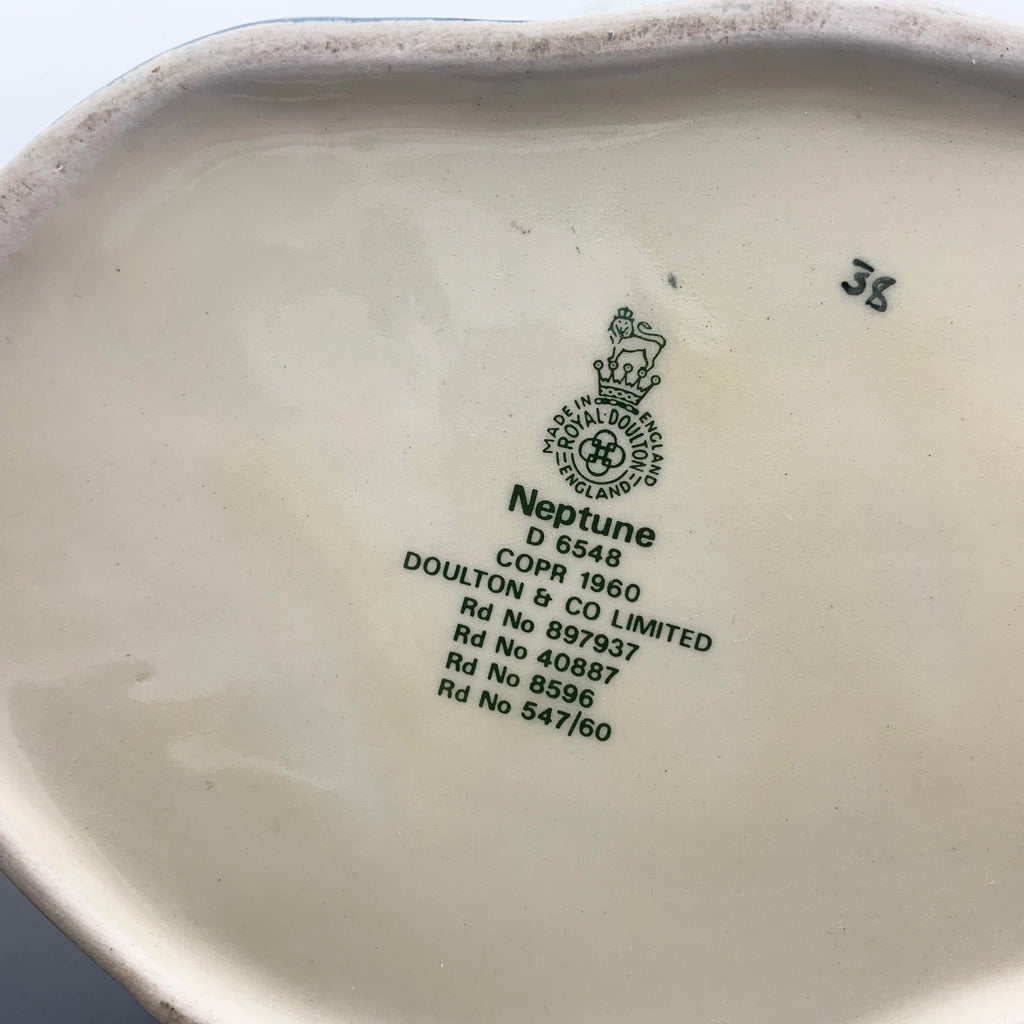 38
MADE IN ENGLAND
ROYAL·DOULTON
ENGLAND
Neptune
D 6548
COPR 1960
DOULTON & CO LIMITED
Rd No 897937
Rd No 40887
Rd No 8596
Rd No 547/60